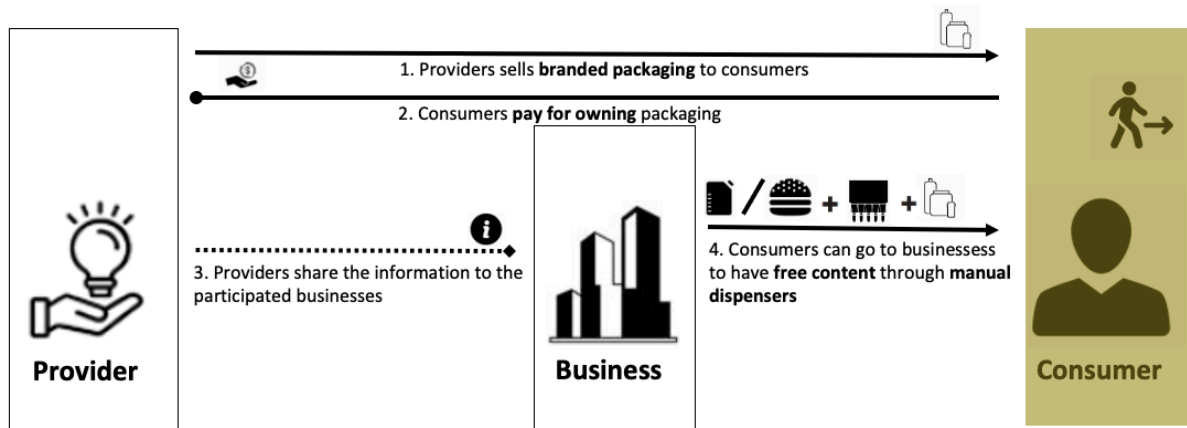 1. Providers sells branded packaging to consumers
2. Consumers pay for owning packaging
3. Providers share the information to the
participated businesses
4. Consumers can go to businessess
to have free content through manual
dispensers
Provider
Business
Consumer